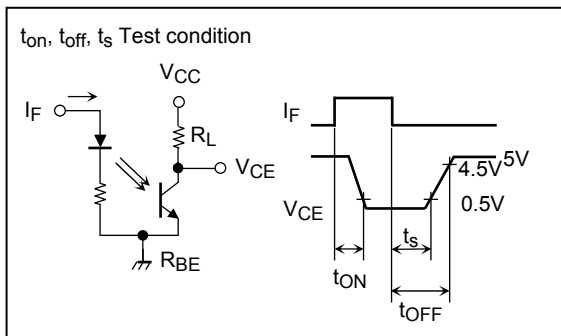 ton, toff, ts Test condition
IF
VCC
RL
VCE
RBE
IF
VCE
5V
4.5V
0.5V
tON
ts
tOFF